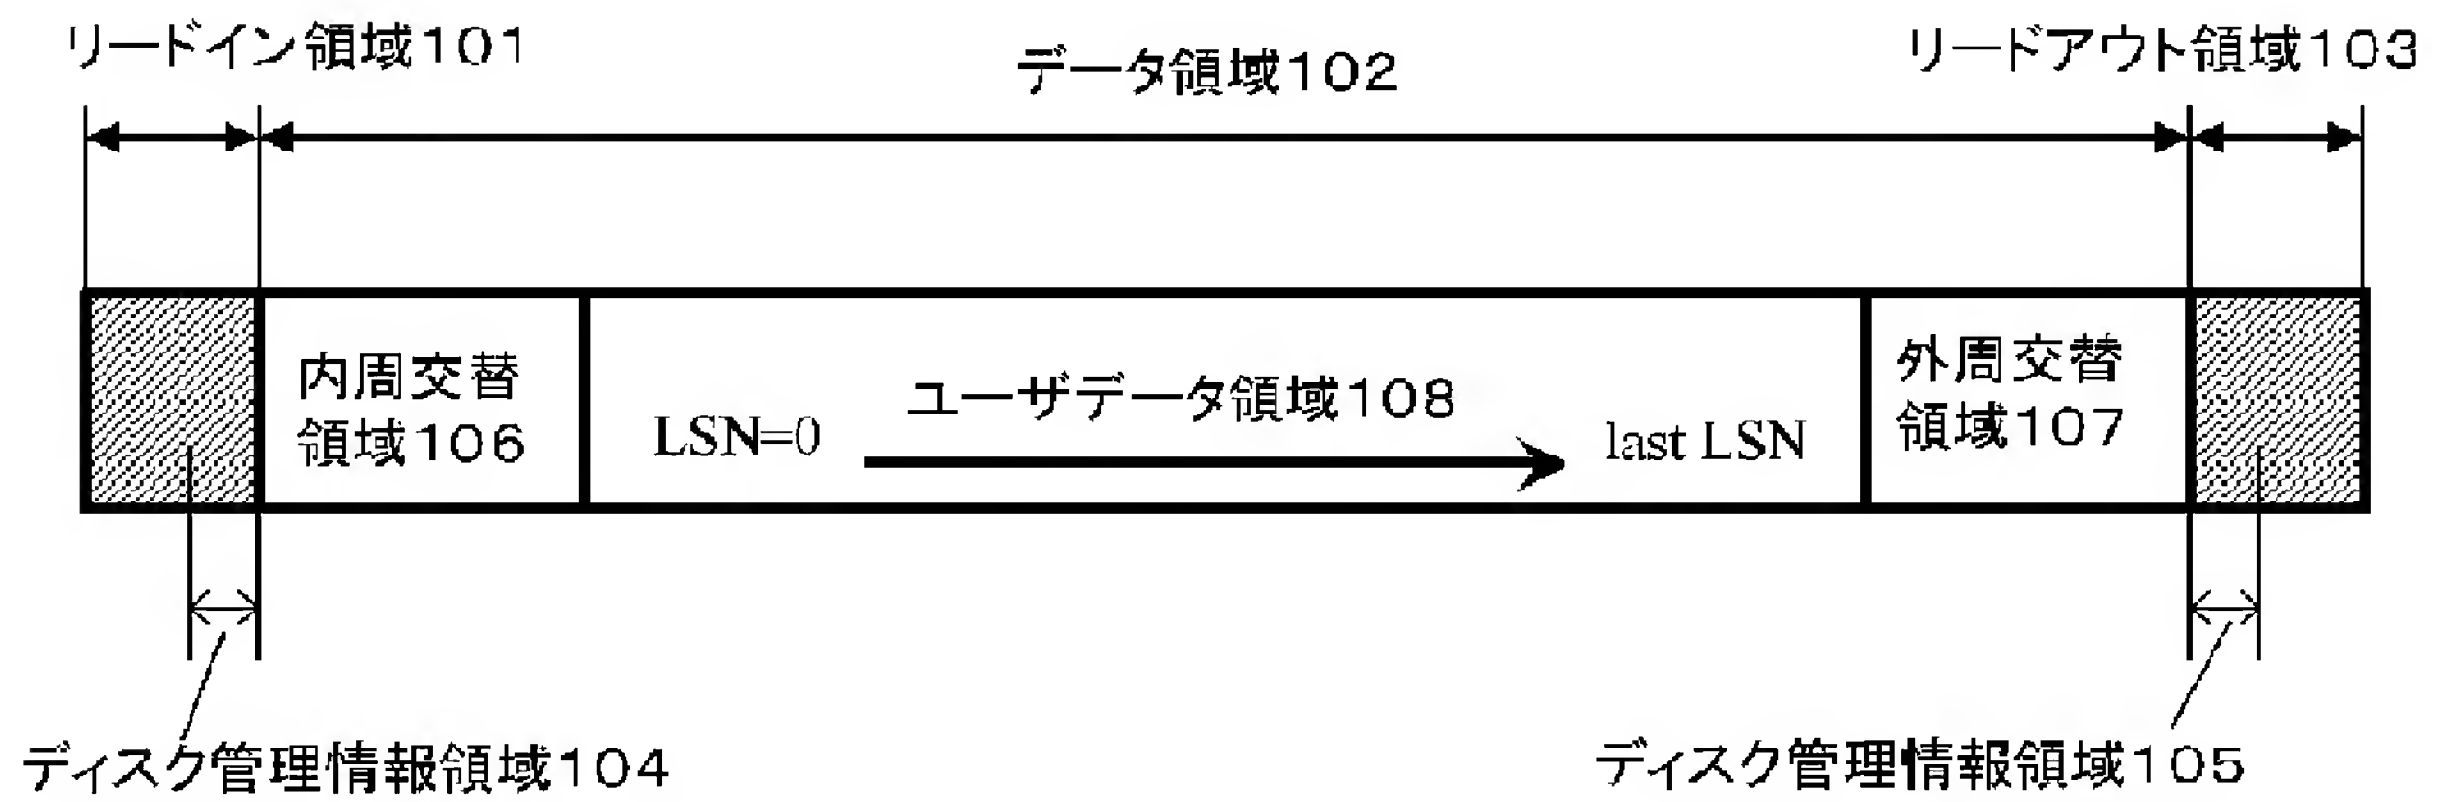 リードイン領域101
データ領域102
リードアウト領域103
内周交替
領域106
LSN=0
ユーザデータ領域108
last LSN
外周交替
領域107
ディスク管理情報領域104
ディスク管理情報領域105